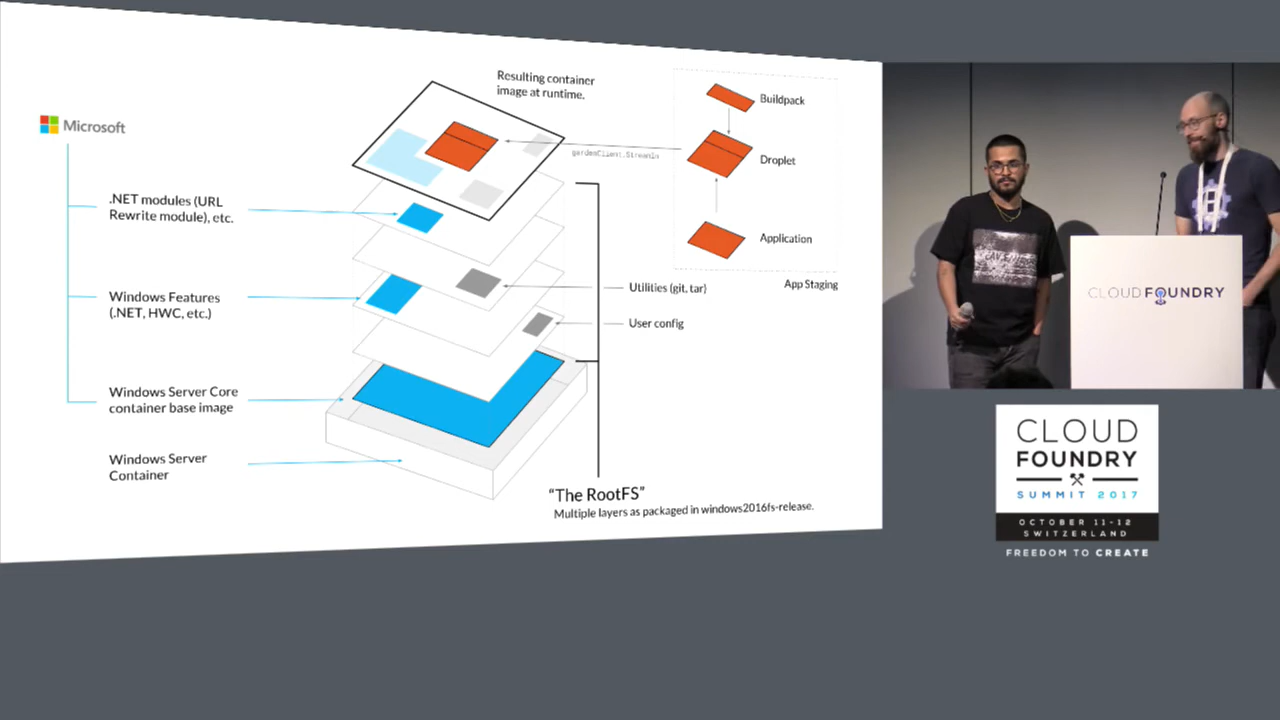 Microsoft
.NET modules (URL
Rewrite module), etc.
Windows Features
(.NET, HWC, etc.)
Windows Server Core
container base image
Windows Server
Container
Resulting container
image at runtime.
gardenClient.StreamIn
Buildpack
Droplet
Application
App Staging
Utilities (git, tar)
User config
“The RootFS”
Multiple layers as packaged in windows2016fs-release.
CLOUD FOUNDRY
CLOUD
FOUNDRY
SUMMIT 2017
OCTOBER 11-12
SWITZERLAND
FREEDOM TO CREATE